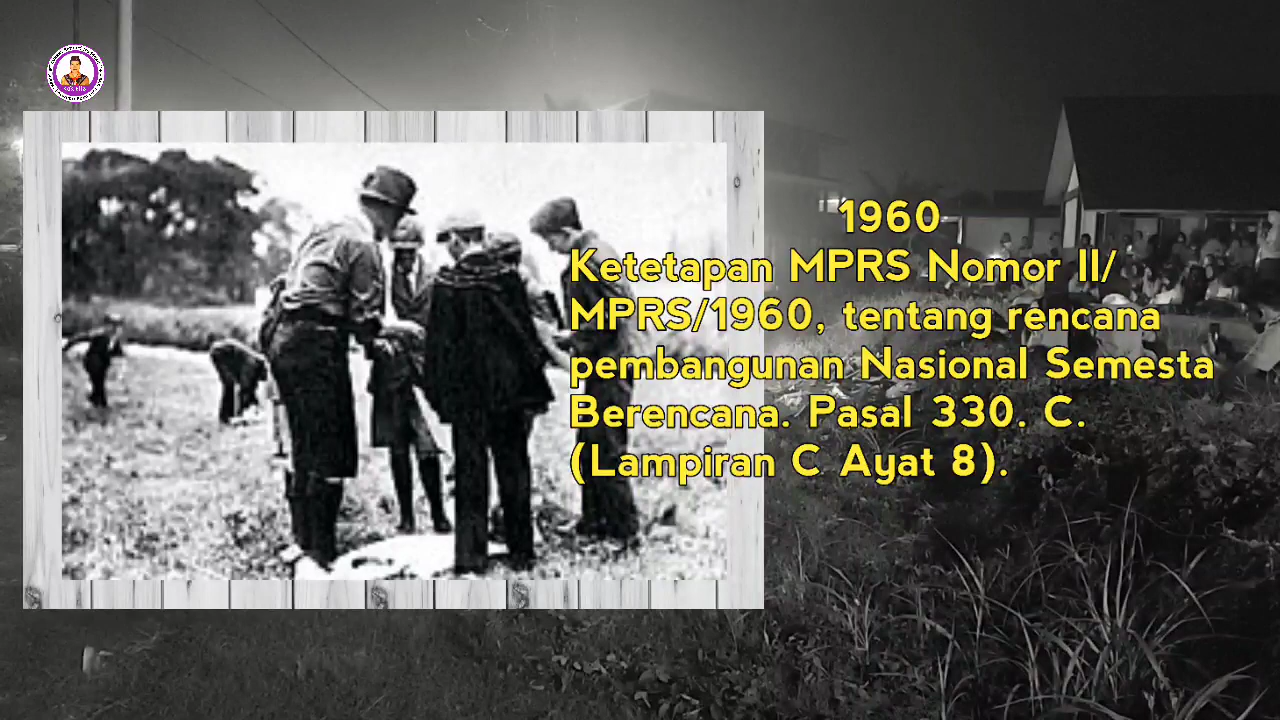 1960
Ketetapan MPRS Nomor II/
MPRS/1960, tentang rencana
pembangunan Nasional Semesta
Berencana. Pasal 330. C.
(Lampiran C Ayat 8).